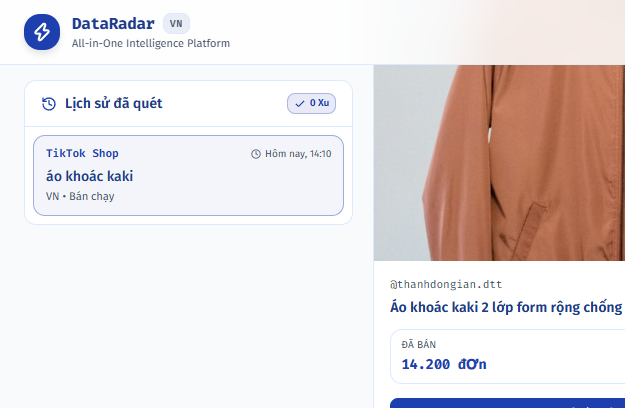 DataRadar VN
All-in-One Intelligence Platform
Lịch sử đã quét
0 Xu
TikTok Shop
Hôm nay, 14:10
áo khoác kaki
VN • Bán chạy
@thanhdongian.dtt
Áo khoác kaki 2 lớp form rộng chống
ĐÃ BÁN
14.200 đƠn